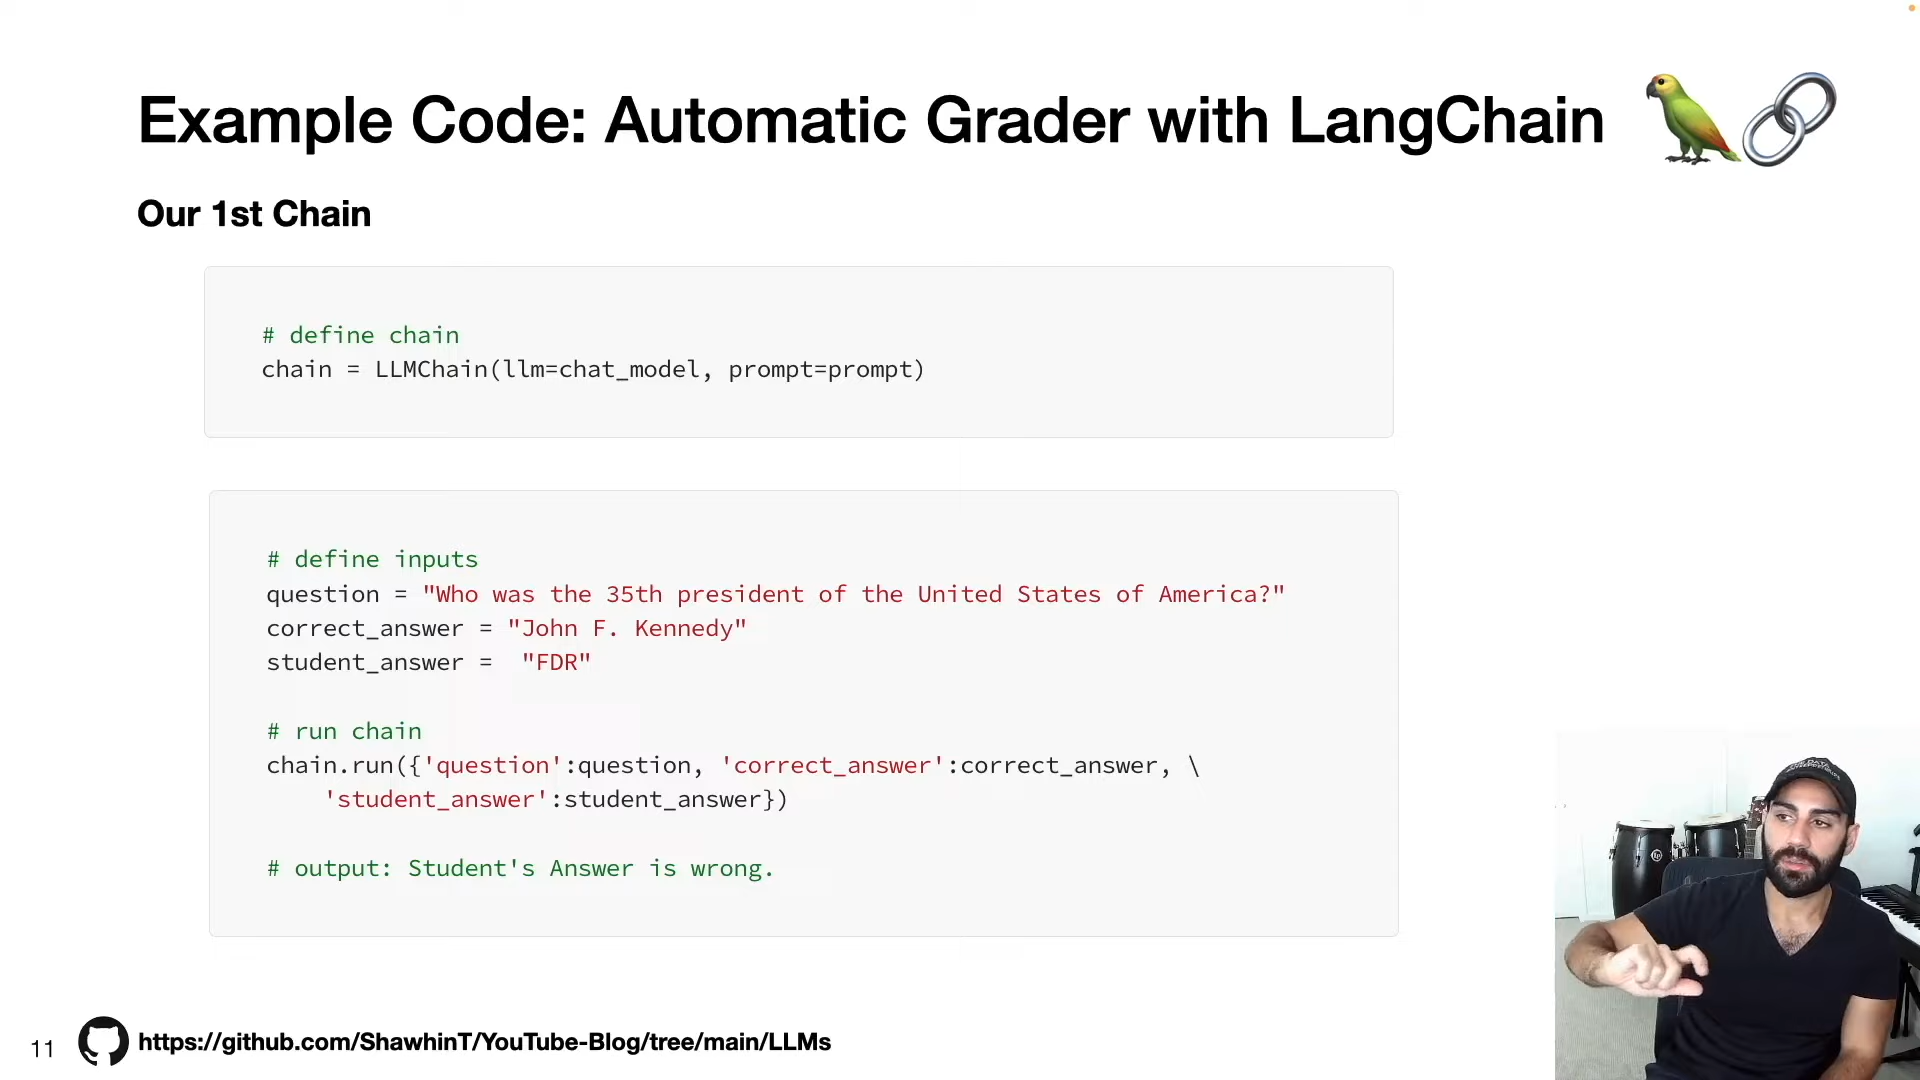 Example Code: Automatic Grader with LangChain
Our 1st Chain
# define chain
chain = LLMChain(llm=chat_model, prompt=prompt)
# define inputs
question = "Who was the 35th president of the United States of America?"
correct_answer = "John F. Kennedy"
student_answer =  "FDR"
# run chain
chain.run({'question':question, 'correct_answer':correct_answer, \
    'student_answer':student_answer})
# output: Student's Answer is wrong.
11
https://github.com/ShawhinT/YouTube-Blog/tree/main/LLMs